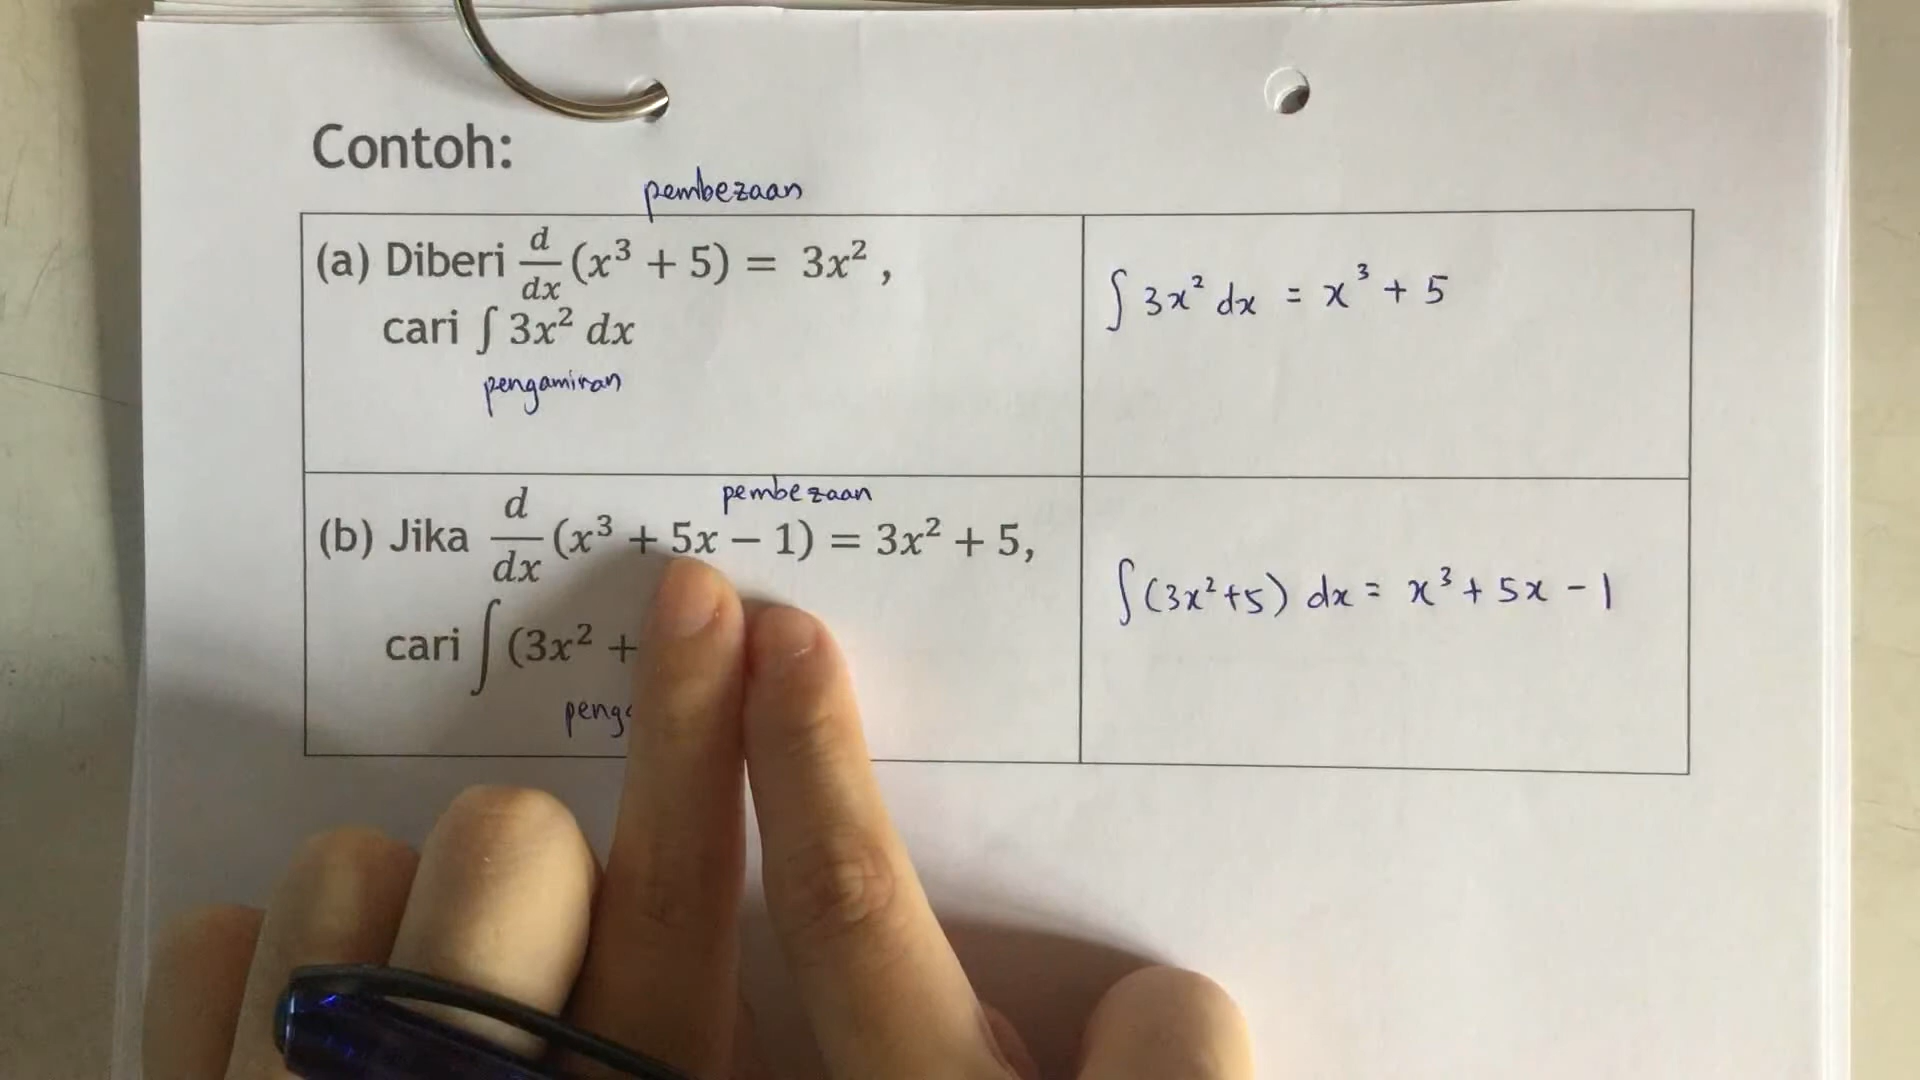 Contoh:
pembezaan
(a) Diberi d/dx (x³ + 5) = 3x² ,
cari ∫ 3x² dx
pengamiran
∫ 3x² dx = x³ + 5
pembezaan
(b) Jika d/dx (x³ + 5x − 1) = 3x² + 5,
cari ∫ (3x² +
∫ (3x²+5) dx = x³ + 5x − 1